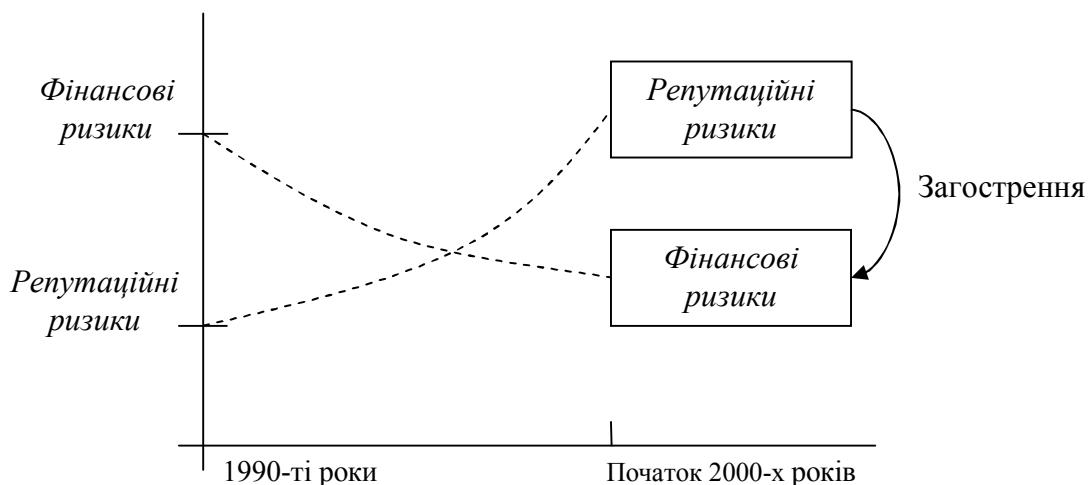 Фінансові
ризики
Репутаційні
ризики
Репутаційні
ризики
Фінансові
ризики
Загострення
1990-ті роки
Початок 2000-х років